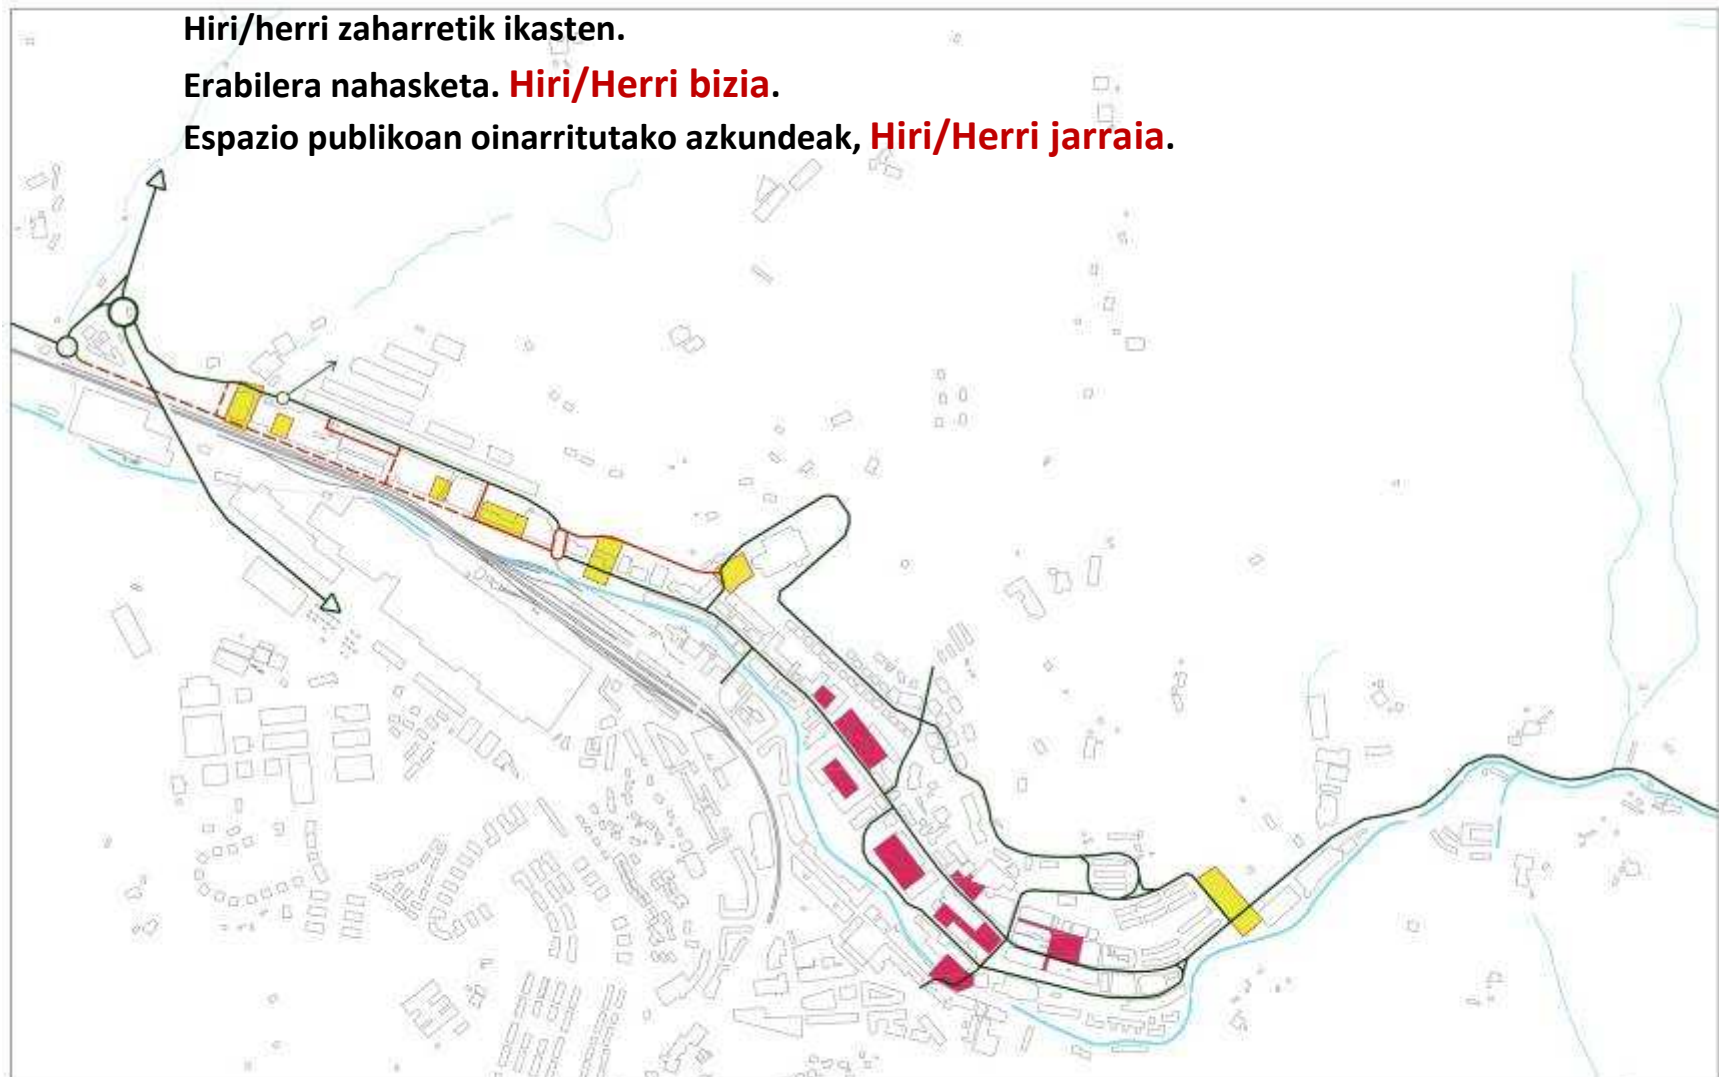 Hiri/herri zaharretik ikasten.
Erabilera nahasketa. Hiri/Herri bizia.
Espazio publikoan oinarritutako azkundeak, Hiri/Herri jarraia.